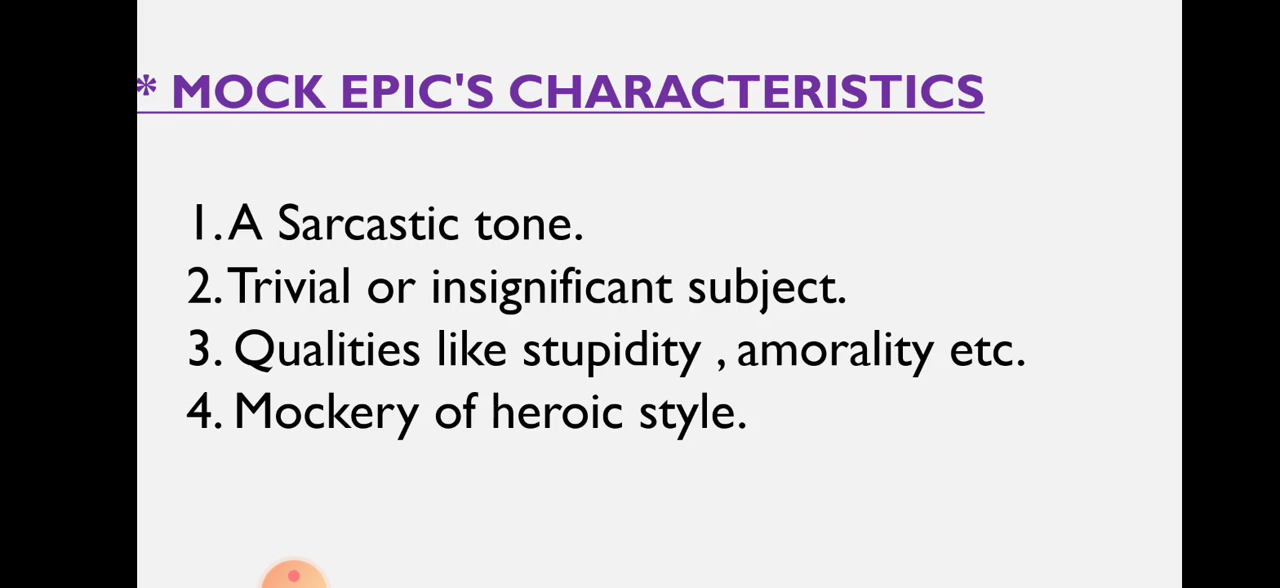 * MOCK EPIC'S CHARACTERISTICS
1. A Sarcastic tone.
2. Trivial or insignificant subject.
3. Qualities like stupidity , amorality etc.
4. Mockery of heroic style.